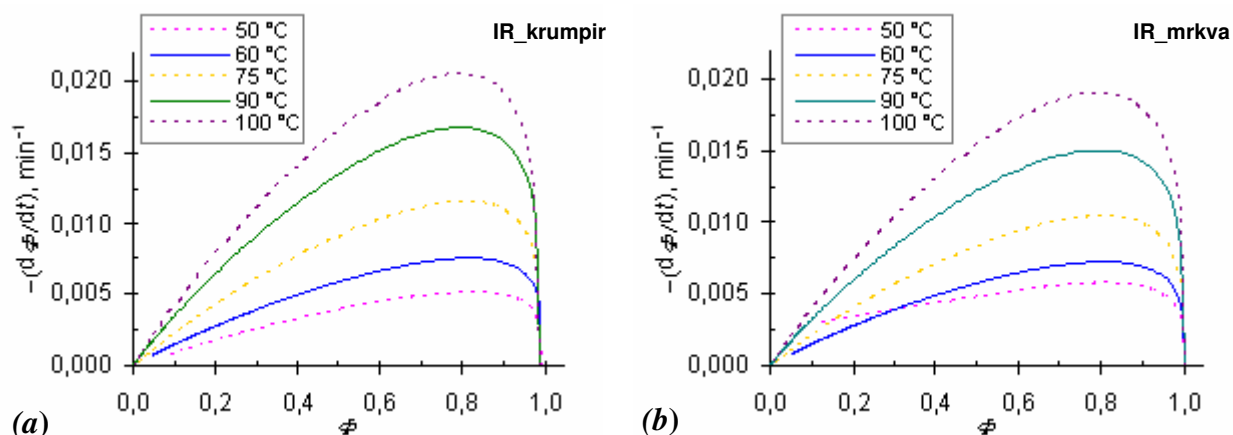 IR_krumpir
50 °C
60 °C
75 °C
90 °C
100 °C
–(dΦ/dt), min⁻¹
0,020
0,015
0,010
0,005
0,000
0,0 0,2 0,4 0,6 0,8 1,0
Φ
(a)
IR_mrkva
50 °C
60 °C
75 °C
90 °C
100 °C
–(dΦ/dt), min⁻¹
0,020
0,015
0,010
0,005
0,000
0,0 0,2 0,4 0,6 0,8 1,0
Φ
(b)